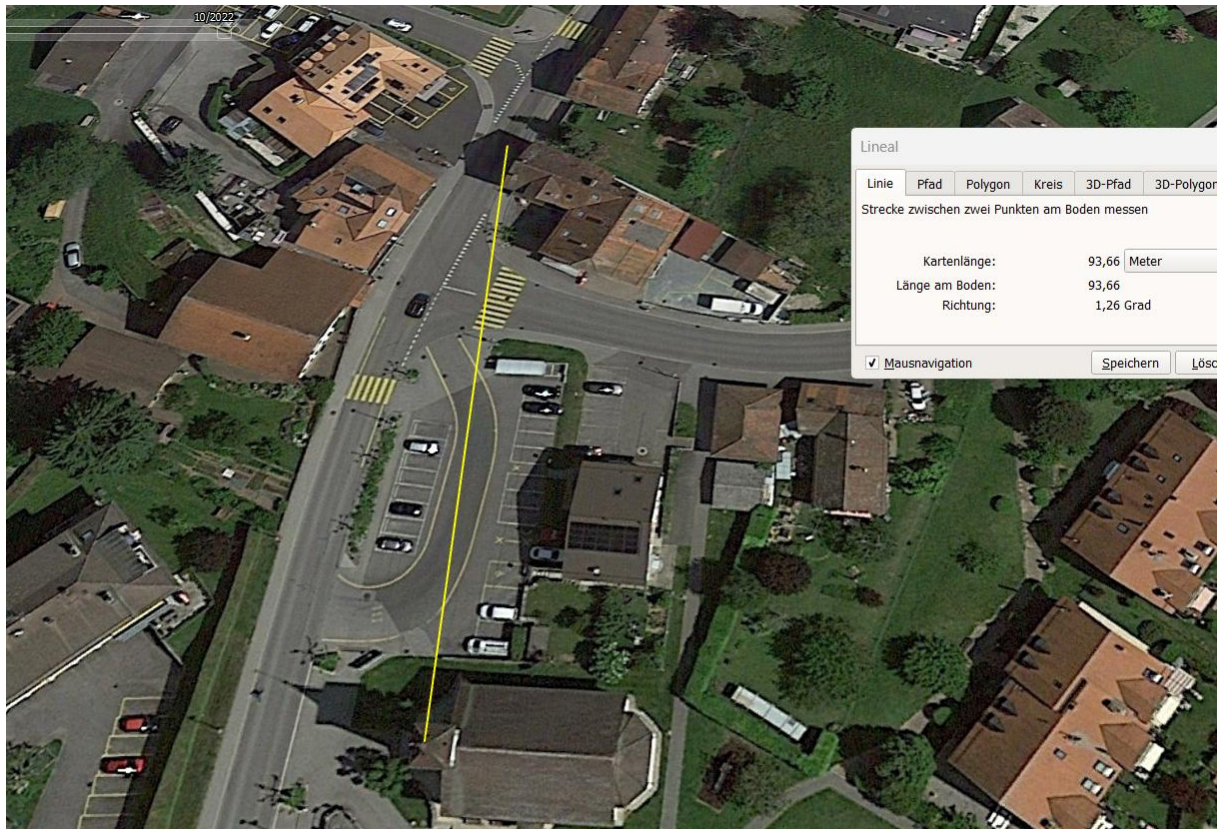 10/2022
Lineal
Linie Pfad Polygon Kreis 3D-Pfad 3D-Polygon
Strecke zwischen zwei Punkten am Boden messen
Kartenlänge: 93,66 Meter
Länge am Boden: 93,66
Richtung: 1,26 Grad
Mausnavigation Speichern Lösc